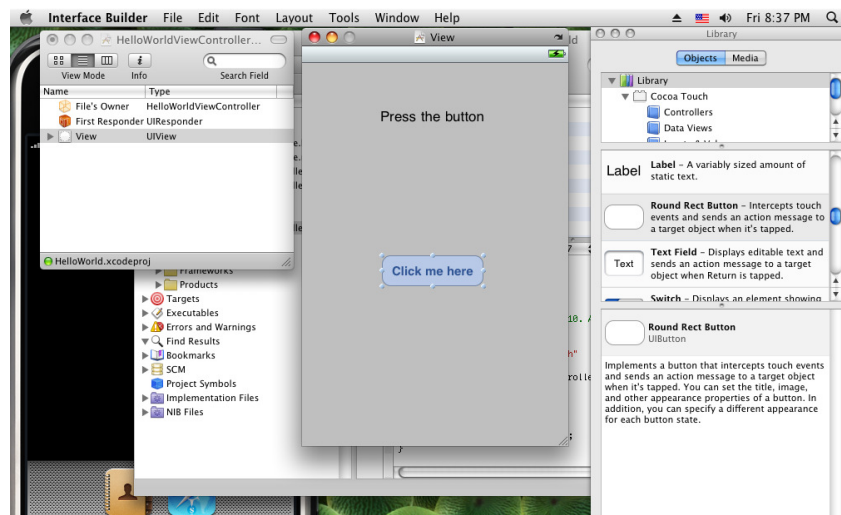 Interface Builder File Edit Font Layout Tools Window Help Fri 8:37 PM
HelloWorldViewController...
View Mode Info Search Field
Name Type
File's Owner HelloWorldViewController
First Responder UIResponder
View UIView
HelloWorld.xcodeproj
Frameworks
Products
Targets
Executables
Errors and Warnings
Find Results
Bookmarks
SCM
Project Symbols
Implementation Files
NIB Files
View
Press the button
Click me here
Library
Objects Media
Library
Cocoa Touch
Controllers
Data Views
Label
Label – A variably sized amount of
static text.
Round Rect Button – Intercepts touch
events and sends an action message to
a target object when it's tapped.
Text
Text Field – Displays editable text and
sends an action message to a target
object when Return is tapped.
Switch – Displays an element showing
Round Rect Button
UIButton
Implements a button that intercepts touch events
and sends an action message to a target object
when it's tapped. You can set the title, image,
and other appearance properties of a button. In
addition, you can specify a different appearance
for each button state.